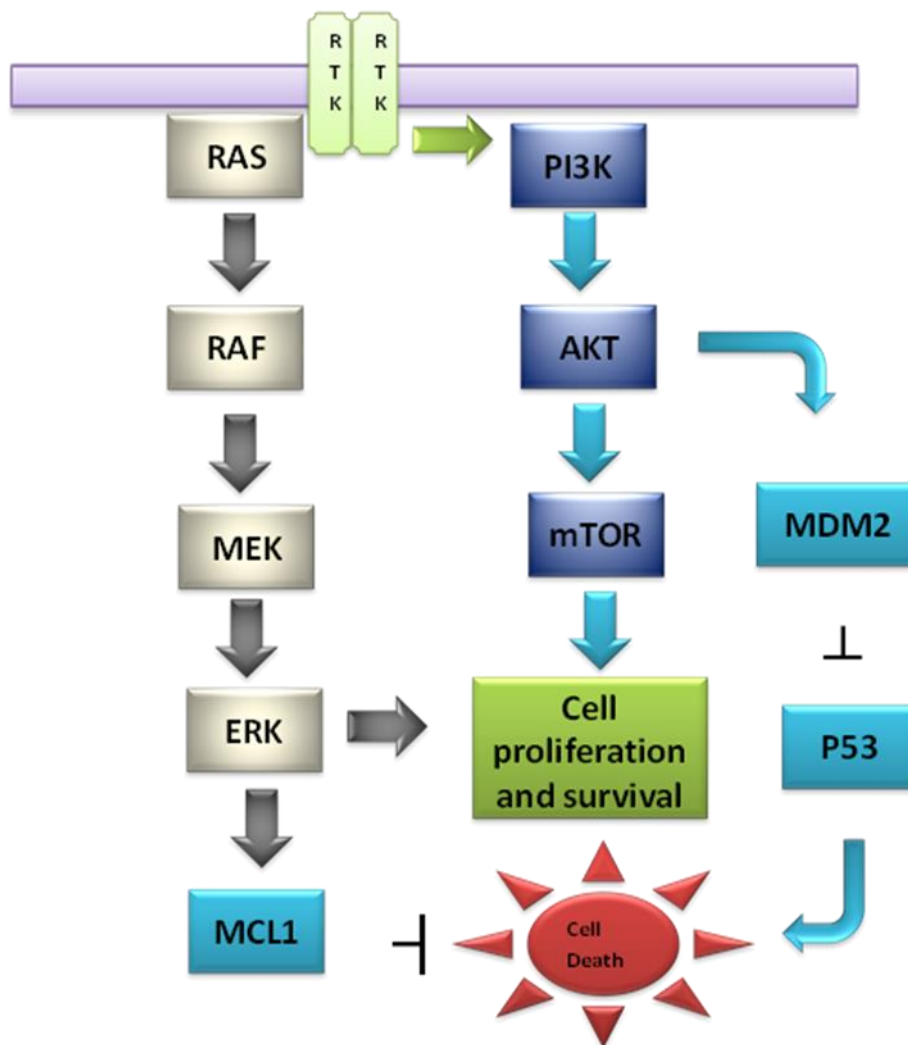 R
T
K
R
T
K
RAS
PI3K
RAF
AKT
MEK
mTOR
MDM2
ERK
Cell
proliferation
and survival
P53
MCL1
Cell
Death